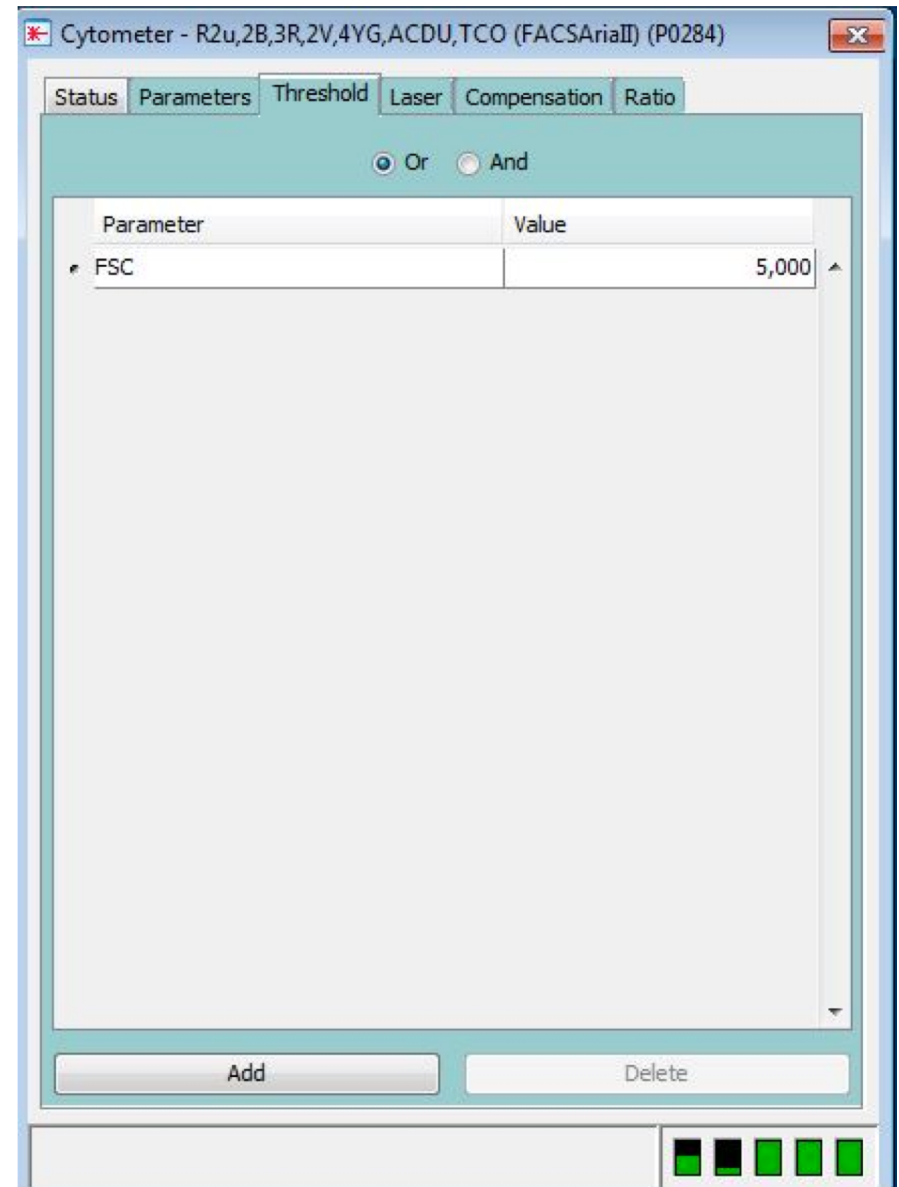 Cytometer - R2u,2B,3R,2V,4YG,ACDU,TCO (FACSAriaII) (P0284)
Status Parameters Threshold Laser Compensation Ratio
Or And
Parameter Value
FSC 5,000
Add Delete